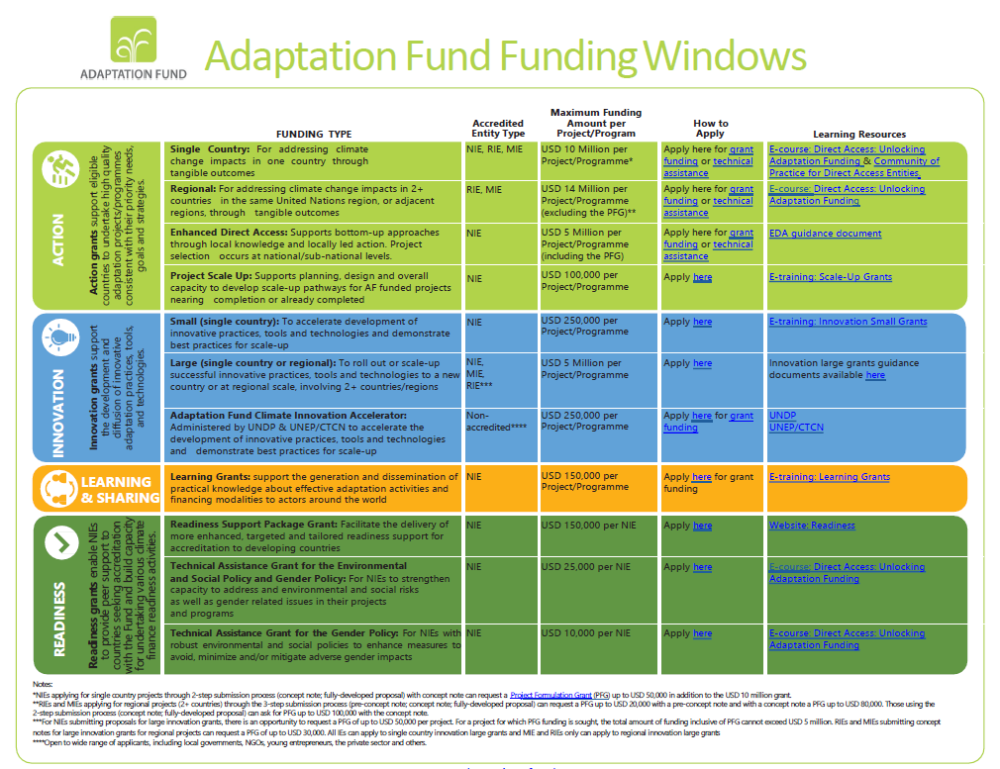 ADAPTATION FUND
Adaptation Fund Funding Windows
FUNDING TYPE
Accredited
Entity Type
Maximum Funding
Amount per
Project/Program
How to
Apply
Learning Resources
ACTION
Action grants support eligible
countries to undertake high quality
adaptation projects/programmes
consistent with their priority needs,
goals and strategies.
Single Country: For addressing climate
change impacts in one country through
tangible outcomes
NIE, RIE, MIE
USD 10 Million per
Project/Programme*
Apply here for grant
funding or technical
assistance
E-course: Direct Access: Unlocking
Adaptation Funding & Community of
Practice for Direct Access Entities.
Regional: For addressing climate change impacts in 2+
countries in the same United Nations region, or adjacent
regions, through tangible outcomes
RIE, MIE
USD 14 Million per
Project/Programme
(excluding the PFG)**
Apply here for grant
funding or technical
assistance
E-course: Direct Access: Unlocking
Adaptation Funding
Enhanced Direct Access: Supports bottom-up approaches
through local knowledge and locally led action. Project
selection occurs at national/sub-national levels.
NIE
USD 5 Million per
Project/Programme
(including the PFG)
Apply here for grant
funding or technical
assistance
EDA guidance document
Project Scale Up: Supports planning, design and overall
capacity to develop scale-up pathways for AF funded projects
nearing completion or already completed
NIE
USD 100,000 per
Project/Programme
Apply here
E-training: Scale-Up Grants
INNOVATION
Innovation grants support
the development and
diffusion of innovative
adaptation practices, tools,
and technologies.
Small (single country): To accelerate development of
innovative practices, tools and technologies and demonstrate
best practices for scale-up
NIE
USD 250,000 per
Project/Programme
Apply here
E-training: Innovation Small Grants
Large (single country or regional): To roll out or scale-up
successful innovative practices, tools and technologies to a new
country or at regional scale, involving 2+ countries/regions
NIE,
MIE,
RIE***
USD 5 Million per
Project/Programme
Apply here
Innovation large grants guidance
documents available here
Adaptation Fund Climate Innovation Accelerator:
Administered by UNDP & UNEP/CTCN to accelerate the
development of innovative practices, tools and technologies
and demonstrate best practices for scale-up
Non-
accredited****
USD 250,000 per
Project/Programme
Apply here for grant
funding
UNDP
UNEP/CTCN
LEARNING
& SHARING
Learning Grants: support the generation and dissemination of
practical knowledge about effective adaptation activities and
financing modalities to actors around the world
NIE
USD 150,000 per
Project/Programme
Apply here for grant
funding
E-training: Learning Grants
READINESS
Readiness grants enable NIEs
to provide peer support to
countries seeking accreditation
with the Fund and build capacity
for undertaking various climate
finance readiness activities.
Readiness Support Package Grant: Facilitate the delivery of
more enhanced, targeted and tailored readiness support for
accreditation to developing countries
NIE
USD 150,000 per NIE
Apply here
Website: Readiness
Technical Assistance Grant for the Environmental
and Social Policy and Gender Policy: For NIEs to strengthen
capacity to address and environmental and social risks
as well as gender related issues in their projects
and programs
NIE
USD 25,000 per NIE
Apply here
E-course: Direct Access: Unlocking
Adaptation Funding
Technical Assistance Grant for the Gender Policy: For NIEs with
robust environmental and social policies to enhance measures to
avoid, minimize and/or mitigate adverse gender impacts
NIE
USD 10,000 per NIE
Apply here
E-course: Direct Access: Unlocking
Adaptation Funding
Notes:
*NIEs applying for single country projects through 2-step submission process (concept note; fully-developed proposal) with concept note can request a Project Formulation Grant (PFG) up to USD 50,000 in addition to the USD 10 million grant.
**RIEs and MIEs applying for regional projects (2+ countries) through the 3-step submission process (pre-concept note; concept note; fully-developed proposal) can request a PFG up to USD 20,000 with a pre-concept note and with a concept note a PFG up to USD 80,000. Those using the
2-step submission process (concept note; fully-developed proposal) can ask for PFG up to USD 100,000 with the concept note.
***For NIEs submitting proposals for large innovation grants, there is an opportunity to request a PFG of up to USD 50,000 per project. For a project for which PFG funding is sought, the total amount of funding inclusive of PFG cannot exceed USD 5 million. RIEs and MIEs submitting concept
notes for large innovation grants for regional projects can request a PFG of up to USD 30,000. All IEs can apply to single country innovation large grants and MIE and RIEs only can apply to regional innovation large grants
****Open to wide range of applicants, including local governments, NGOs, young entrepreneurs, the private sector and others.